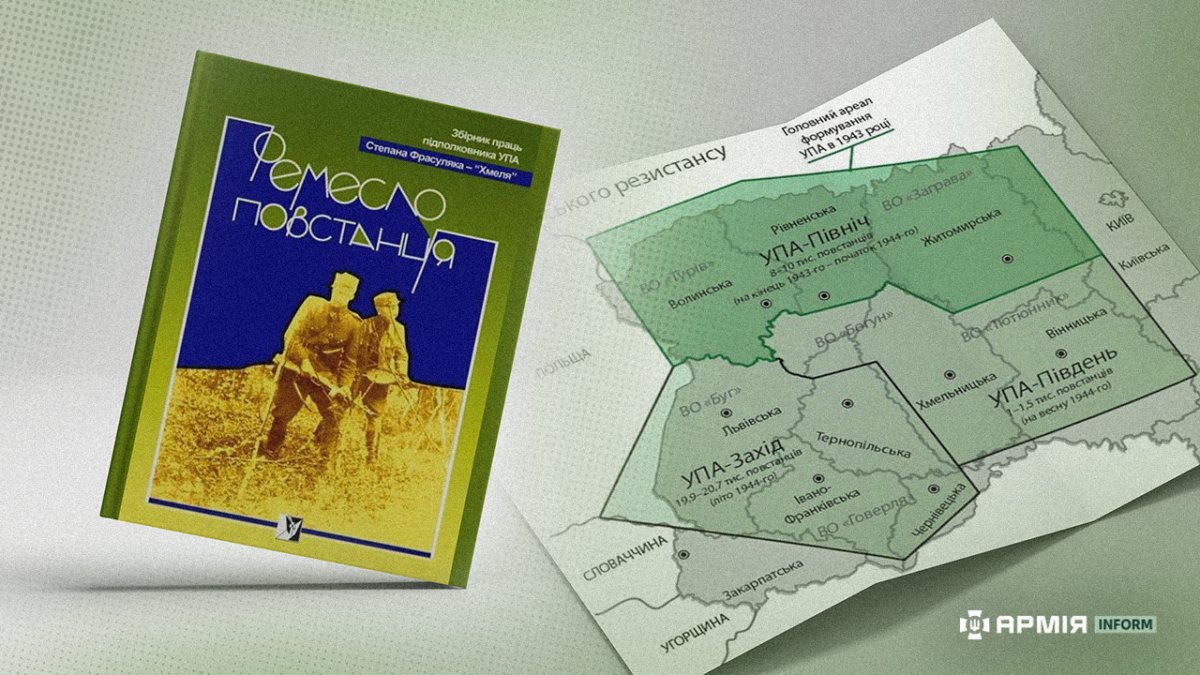 Збірник праць
підполковника УПА
Степана Фрасуляка – "Хмеля"
Ремесло
повстанця
ського резистансу
Головний ареал
формування
УПА в 1943 році
ВО «Заграва»
Рівненська
УПА-Північ
8–10 тис. повстанців
(на кінець 1943-го – початок 1944-го)
Житомирська
КИЇВ
Київська
ВО «Турів»
Волинська
ПОЛЬЩА
ВО «Богун»
ВО «Тютюнник»
Вінницька
УПА-Південь
1–1,5 тис. повстанців
(на весну 1944-го)
Хмельницька
ВО «Буг»
Львівська
УПА-Захід
19,9–20,7 тис. повстанців
(літо 1944-го)
Тернопільська
Івано-
Франківська
ВО «Говерля»
Чернівецька
СЛОВАЧЧИНА
Закарпатська
УГОРЩИНА
АРМІЯ INFORM